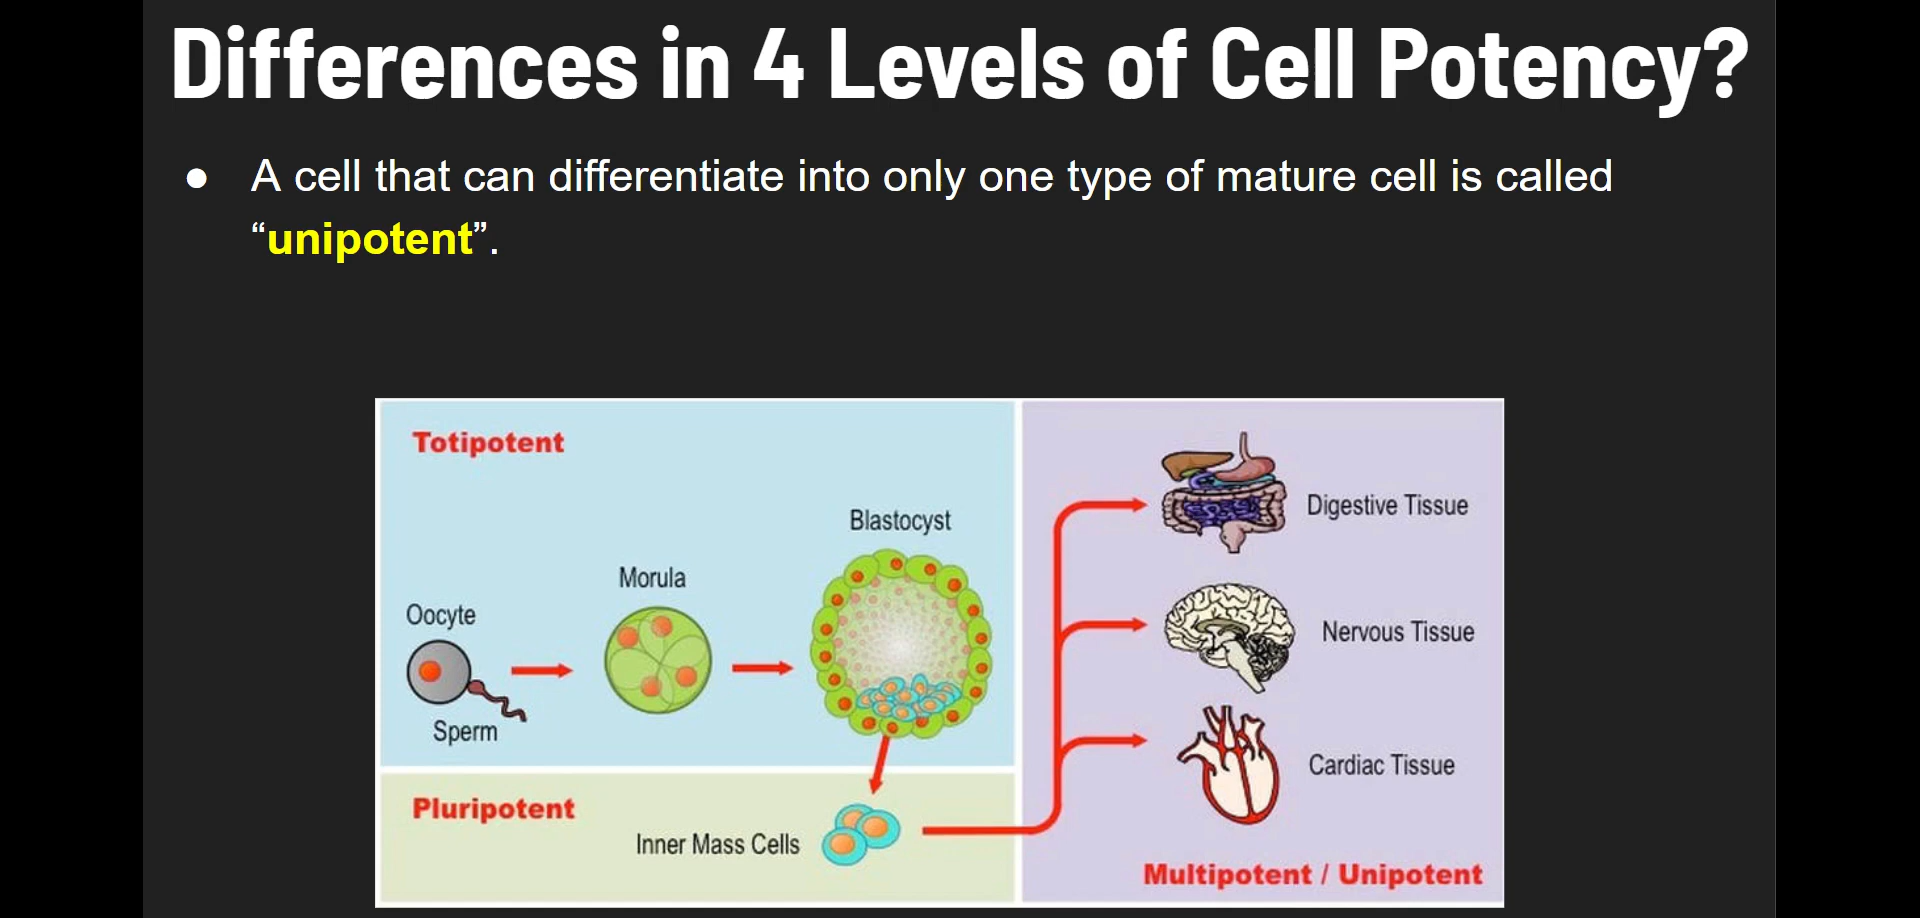 Differences in 4 Levels of Cell Potency?
● A cell that can differentiate into only one type of mature cell is called
“unipotent”.
Totipotent
Blastocyst
Morula
Oocyte
Sperm
Pluripotent
Inner Mass Cells
Digestive Tissue
Nervous Tissue
Cardiac Tissue
Multipotent / Unipotent